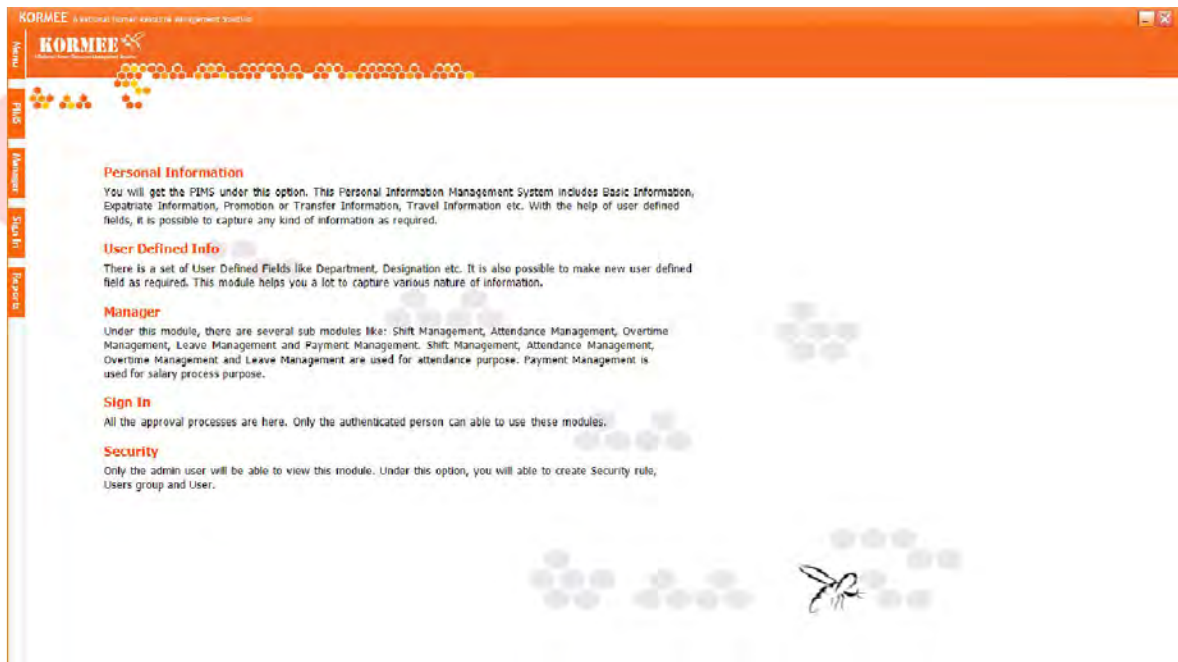 KORMEE A Rational Human Resource Management Solution
KORMEE
Menu
PIMS
Manager
Sign In
Reports
Personal Information
You will get the PIMS under this option. This Personal Information Management System includes Basic Information,
Expatriate Information, Promotion or Transfer Information, Travel Information etc. With the help of user defined
fields, it is possible to capture any kind of information as required.
User Defined Info
There is a set of User Defined Fields like Department, Designation etc. It is also possible to make new user defined
field as required. This module helps you a lot to capture various nature of information.
Manager
Under this module, there are several sub modules like: Shift Management, Attendance Management, Overtime
Management, Leave Management and Payment Management. Shift Management, Attendance Management,
Overtime Management and Leave Management are used for attendance purpose. Payment Management is
used for salary process purpose.
Sign In
All the approval processes are here. Only the authenticated person can able to use these modules.
Security
Only the admin user will be able to view this module. Under this option, you will able to create Security rule,
Users group and User.